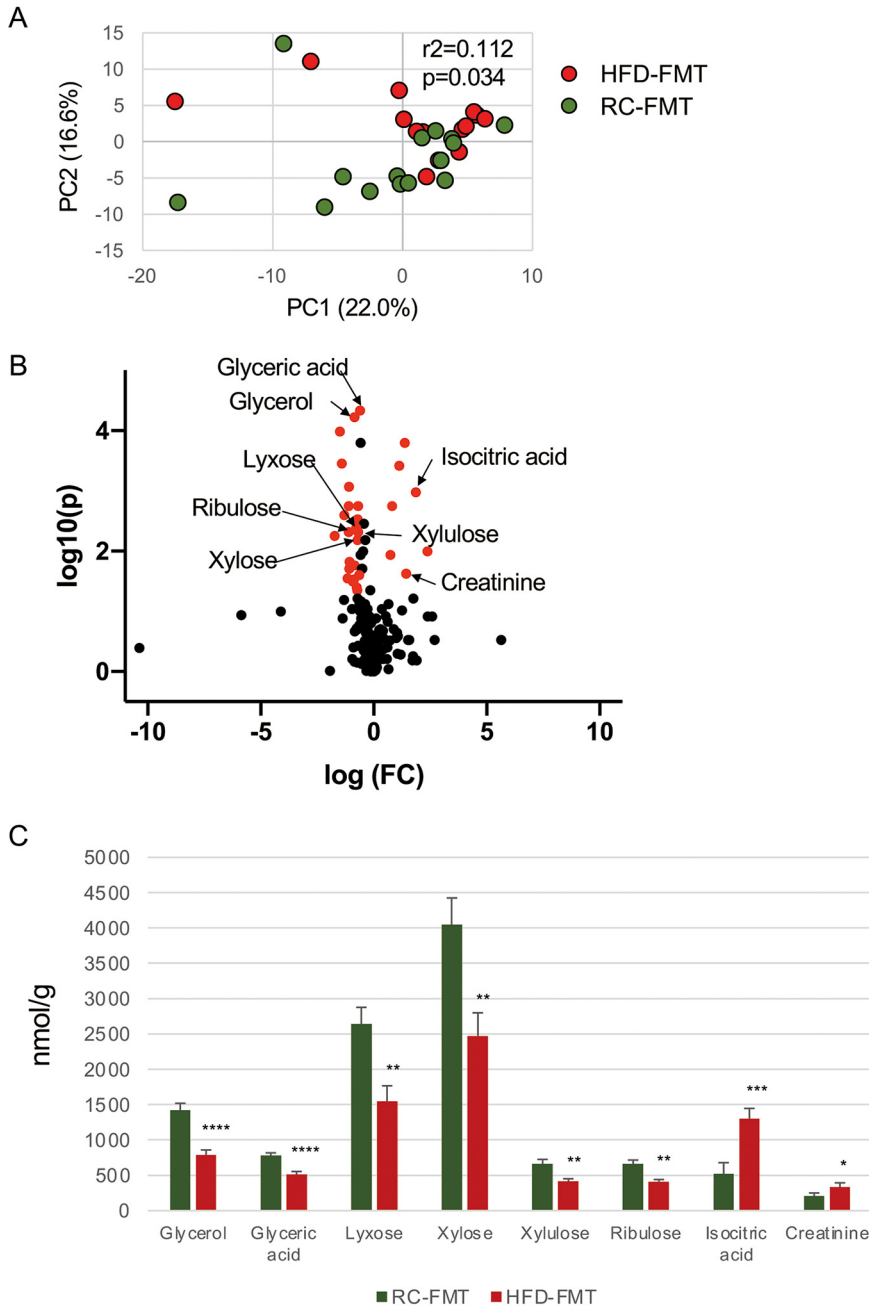 A
15
10
5
0
-5
-10
-15
PC2 (16.6%)
r2=0.112
p=0.034
HFD-FMT
RC-FMT
-20
-10
0
10
PC1 (22.0%)
B
Glyceric acid
Glycerol
Lyxose
Ribulose
Xylose
Isocitric acid
Xylulose
Creatinine
log10(p)
4
2
0
-10
-5
0
5
10
log (FC)
C
nmol/g
5000
4500
4000
3500
3000
2500
2000
1500
1000
500
0
****
****
**
**
**
**
***
*
Glycerol
Glyceric
acid
Lyxose
Xylose
Xylulose
Ribulose
Isocitric
acid
Creatinine
RC-FMT
HFD-FMT